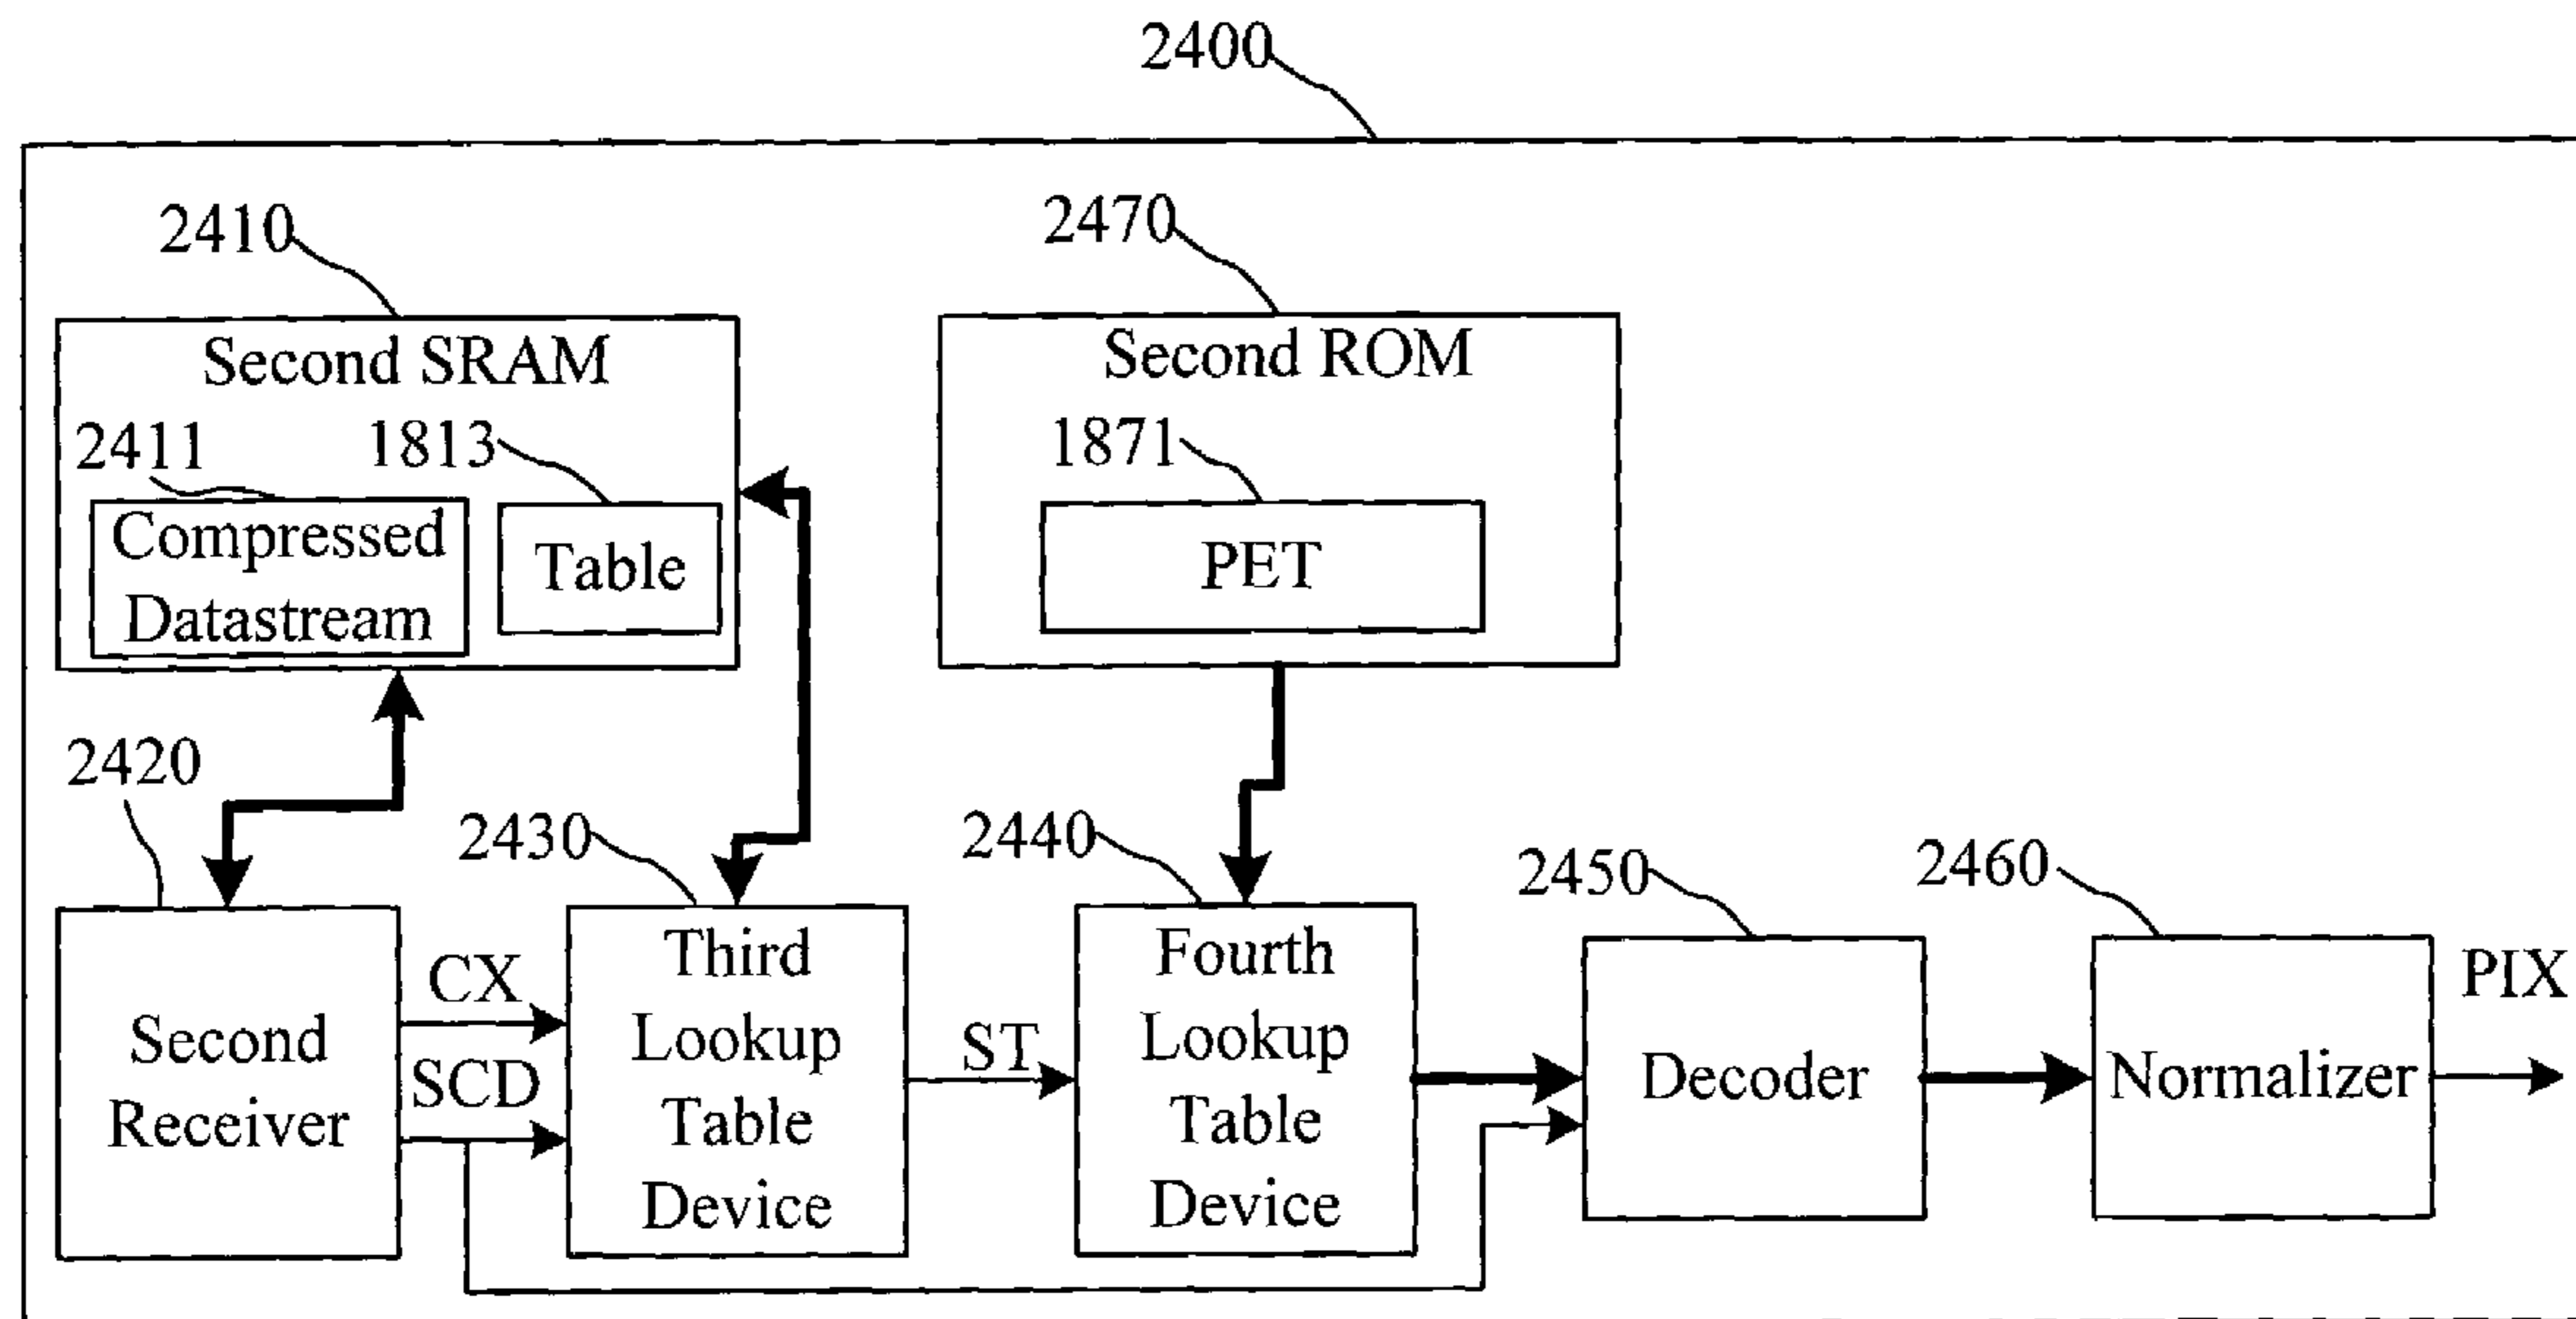 2400
2410
2470
Second SRAM
Second ROM
2411
1813
1871
Compressed
Datastream
Table
PET
2420
2430
2440
2450
2460
Second
Receiver
CX
SCD
Third
Lookup
Table
Device
ST
Fourth
Lookup
Table
Device
Decoder
Normalizer
PIX